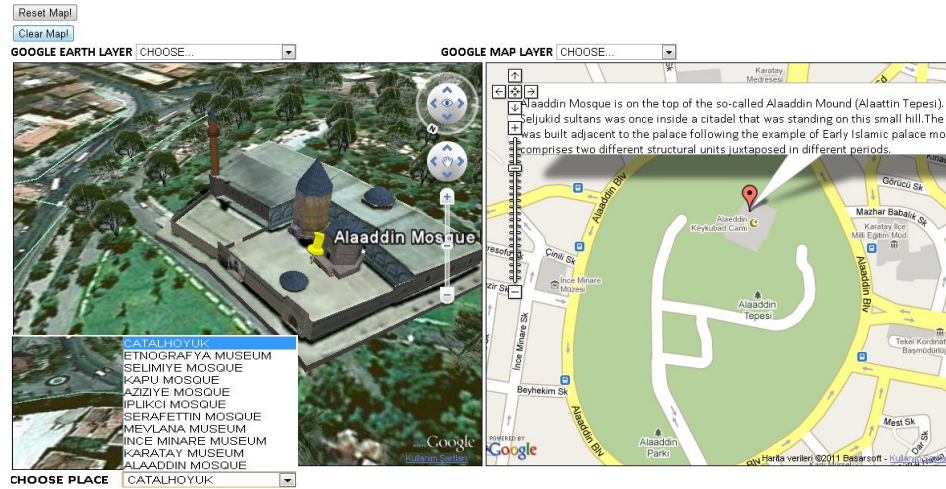 Reset Map!
Clear Map!
GOOGLE EARTH LAYER CHOOSE...
GOOGLE MAP LAYER CHOOSE...
Alaaddin Mosque
CATALHOYUK
ETNOGRAFYA MUSEUM
SELIMIYE MOSQUE
KAPU MOSQUE
AZIZIYE MOSQUE
IPLIKCI MOSQUE
SERAFETTIN MOSQUE
MEVLANA MUSEUM
INCE MINARE MUSEUM
KARATAY MUSEUM
ALAADDIN MOSQUE
CHOOSE PLACE CATALHOYUK
Google
Kullanım Şartları
Karatay
Medresesi
Alaaddin Mosque is on the top of the so-called Alaaddin Mound (Alaattin Tepesi).
Seljukid sultans was once inside a citadel that was standing on this small hill.The
was built adjacent to the palace following the example of Early Islamic palace mo
comprises two different structural units juxtaposed in different periods.
Alaaddin Blv
Görücü Sk
Mazhar Babalık Sk
Karatay İlçe
Milli Eğitim Müd
Alaeddin
Keykubad Cami
Çinili Sk
İnce Minare
Müzesi
Alaaddin Blv
Alaaddin
Tepesi
İnce Minare Sk
Tekel
Başmüdürlüğ
Beyhekim Sk
Alaaddin Blv
Mest Sk
Dar Sk
Alaaddin
Parkı
POWERED BY
Google
Harita verileri ©2011 Basarsoft -